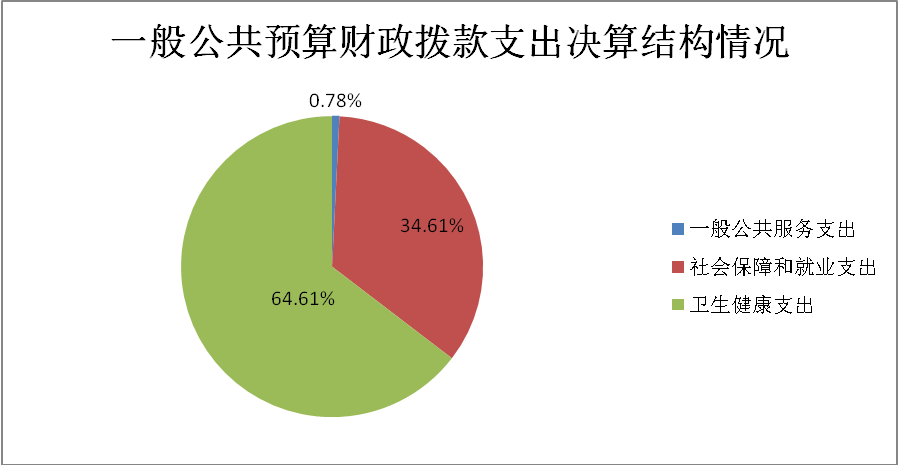 一般公共预算财政拨款支出决算结构情况
0.78%
34.61%
64.61%
一般公共服务支出
社会保障和就业支出
卫生健康支出